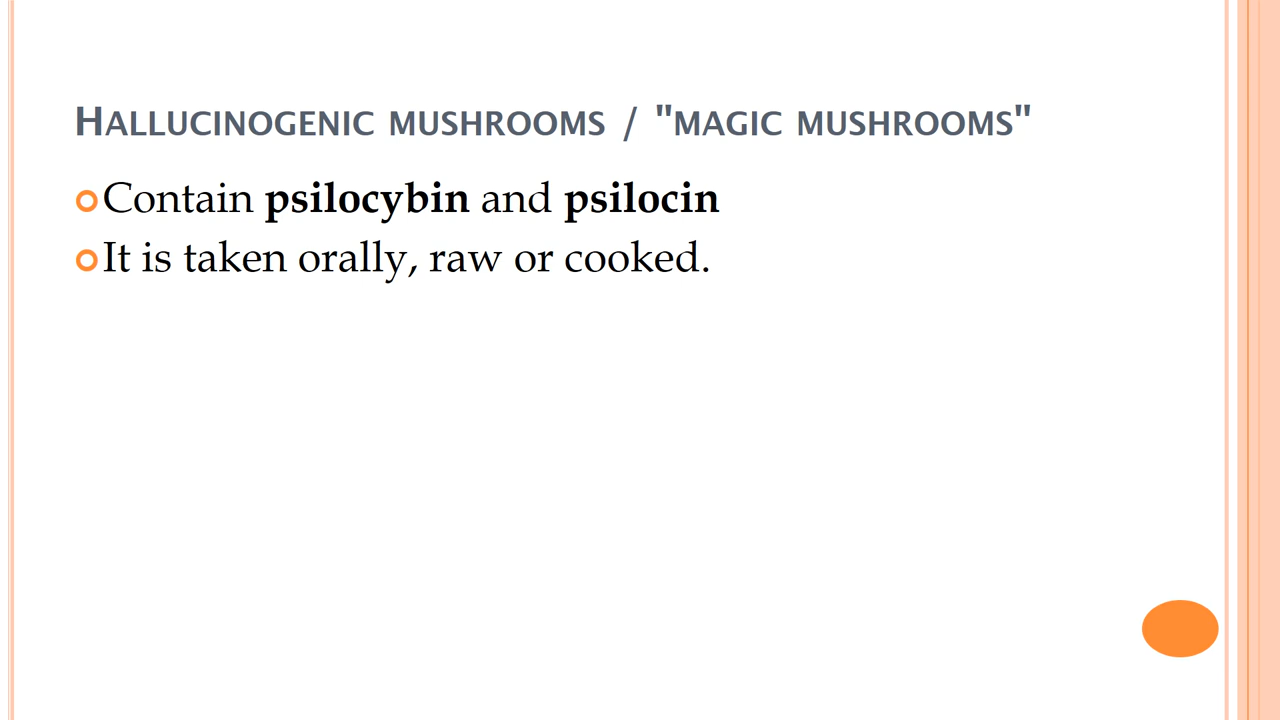 HALLUCINOGENIC MUSHROOMS / "MAGIC MUSHROOMS"
Contain psilocybin and psilocin
It is taken orally, raw or cooked.